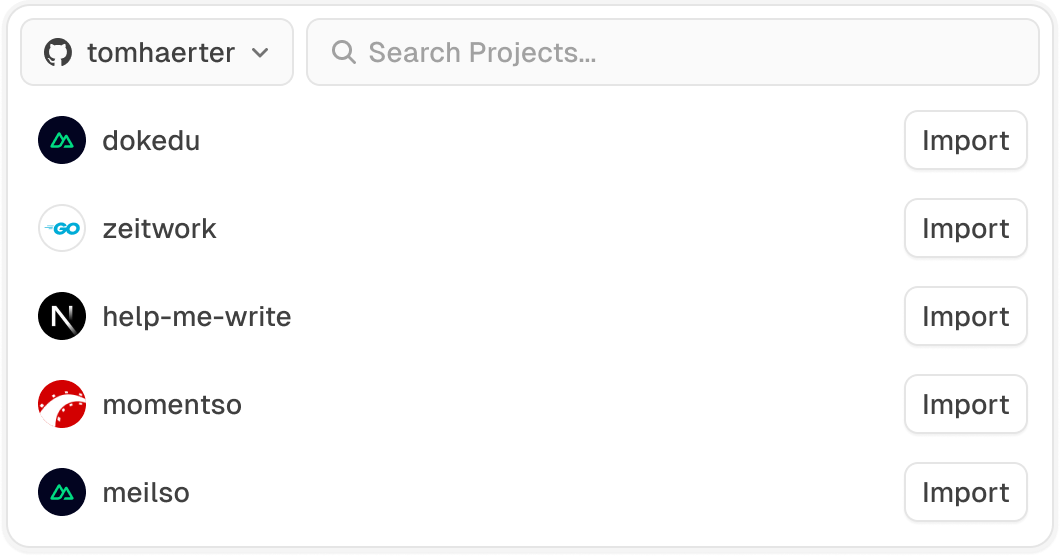 tomhaerter Search Projects...
dokedu Import
GO zeitwork Import
N help-me-write Import
momentso Import
meilso Import